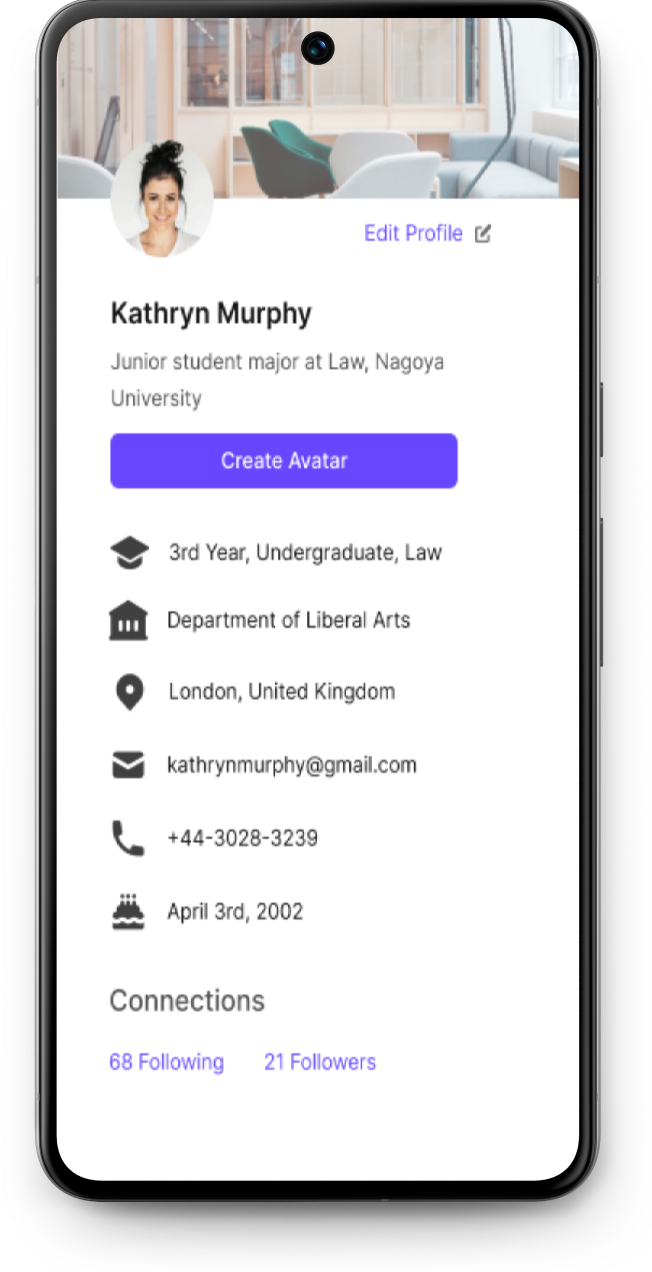 Edit Profile
Kathryn Murphy
Junior student major at Law, Nagoya
University
Create Avatar
3rd Year, Undergraduate, Law
Department of Liberal Arts
London, United Kingdom
kathrynmurphy@gmail.com
+44-3028-3239
April 3rd, 2002
Connections
68 Following 21 Followers